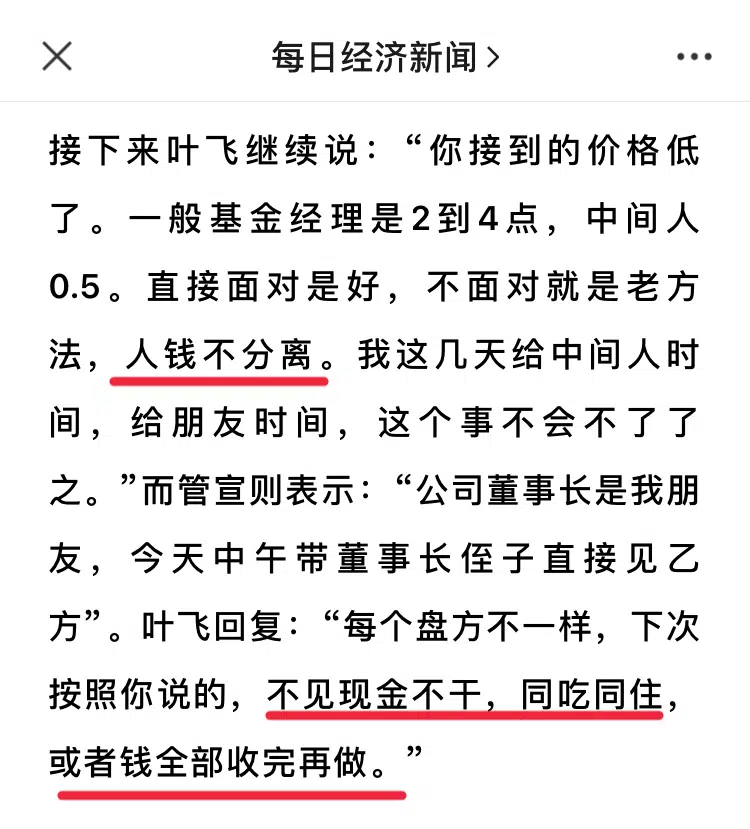 每日经济新闻
接下来叶飞继续说：“你接到的价格低
了。一般基金经理是2到4点，中间人
0.5。直接面对是好，不面对就是老方
法，人钱不分离。我这几天给中间人时
间，给朋友时间，这个事不会不了了
之。”而管宣则表示：“公司董事长是我朋
友，今天中午带董事长侄子直接见乙
方”。叶飞回复：“每个盘方不一样，下次
按照你说的，不见现金不干，同吃同住，
或者钱全部收完再做。”